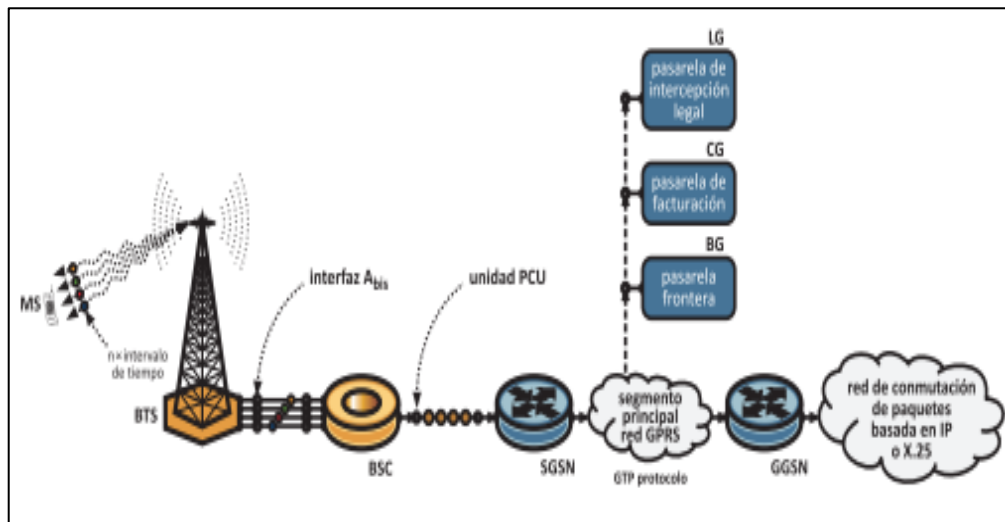 LG
pasarela de
intercepción
legal
CG
pasarela de
facturación
BG
pasarela
frontera
interfaz Abis
unidad PCU
MS
n × intervalo
de tiempo
BTS
BSC
SGSN
segmento
principal
red GPRS
GTP protocolo
GGSN
red de conmutación
de paquetes
basada en IP
o X.25